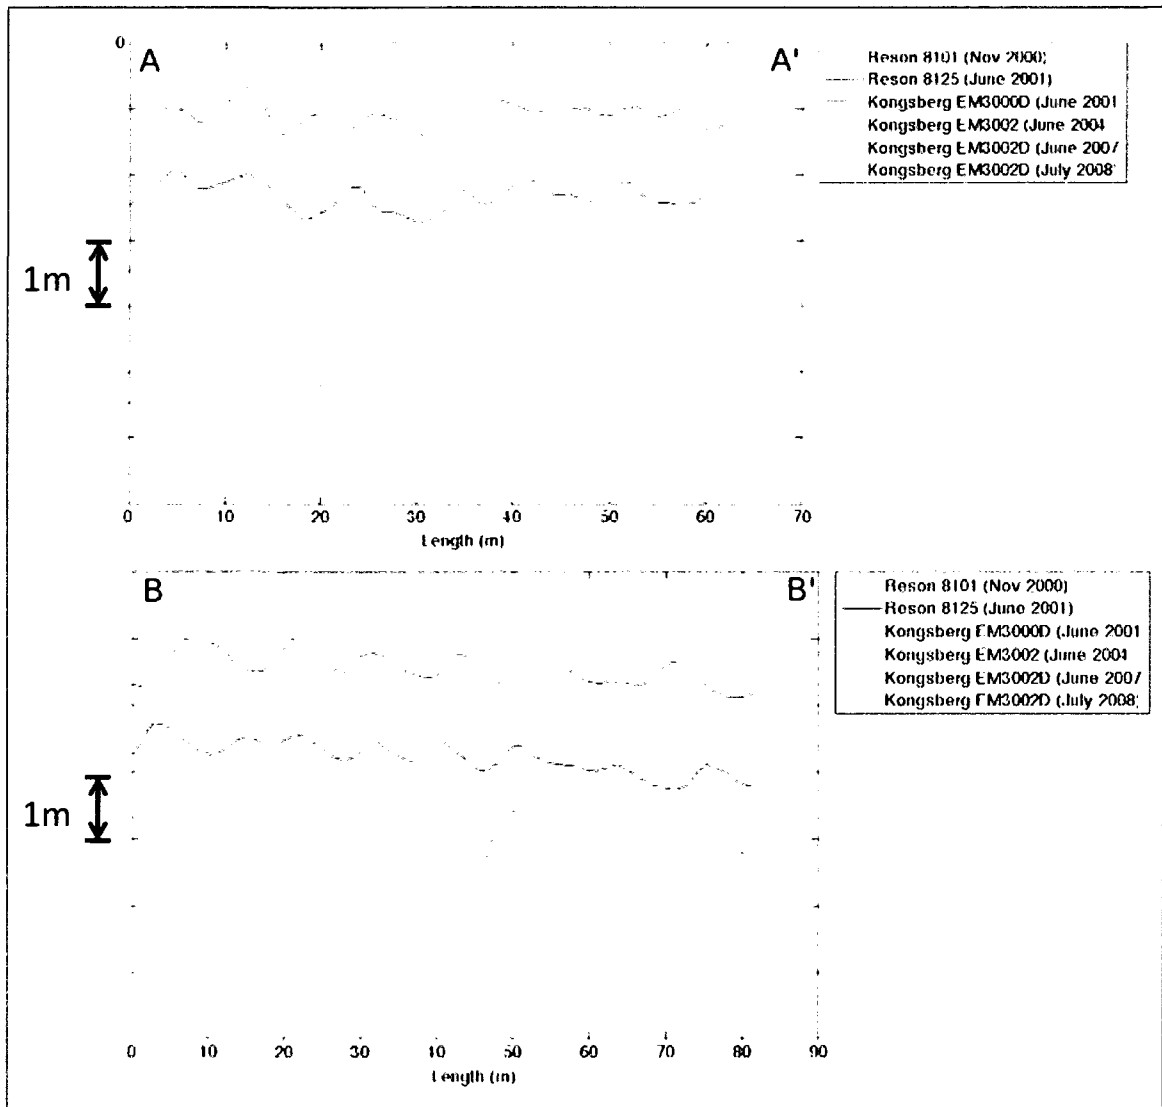 0
A
A'
Reson 8101 (Nov 2000)
Reson 8125 (June 2001)
Kongsberg EM3000D (June 2001
Kongsberg EM3002 (June 2004
Kongsberg EM3002D (June 2007
Kongsberg EM3002D (July 2008)
1m
0 10 20 30 40 50 60 70
Length (m)
B
B'
Reson 8101 (Nov 2000)
Reson 8125 (June 2001)
Kongsberg EM3000D (June 2001
Kongsberg EM3002 (June 2004
Kongsberg EM3002D (June 2007
Kongsberg EM3002D (July 2008)
1m
0 10 20 30 40 50 60 70 80 90
Length (m)